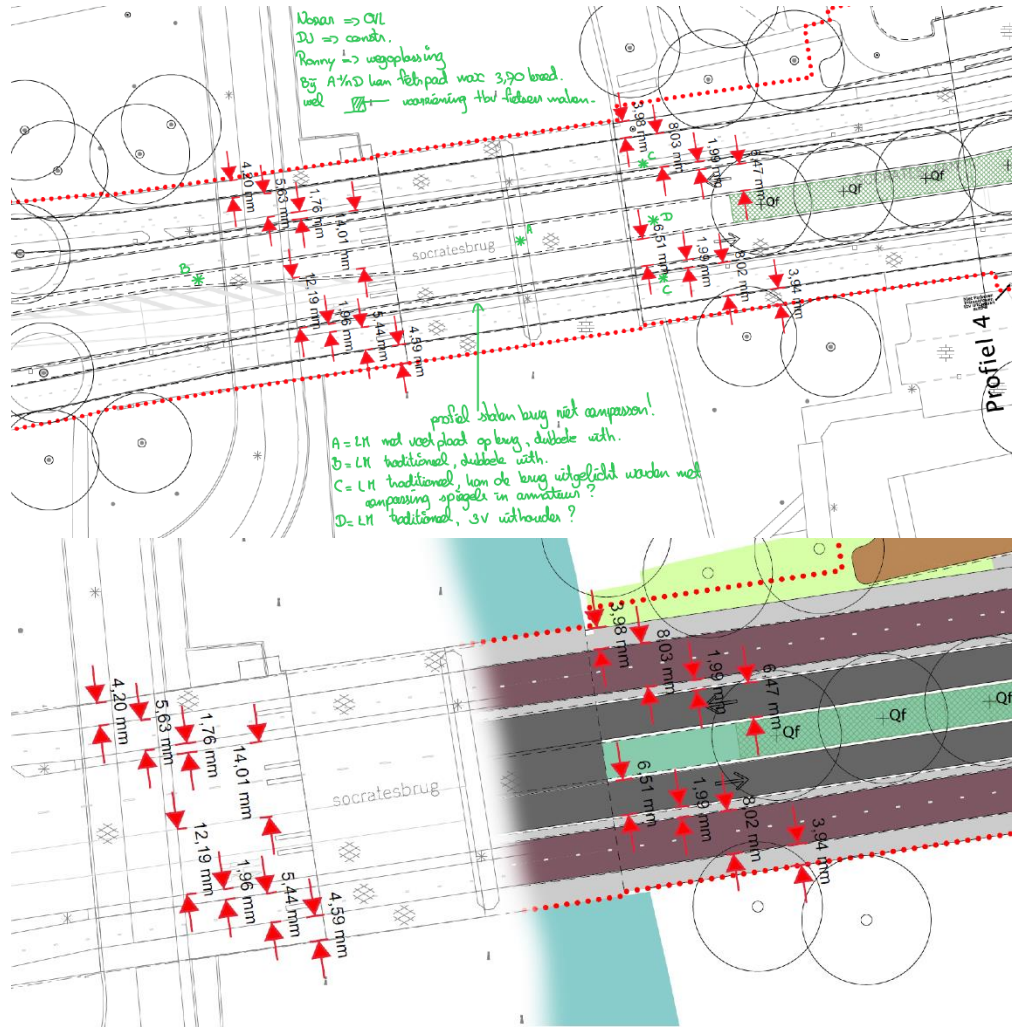 Noran => OVL
DJ => constr.
Ronny => wegoplossing
Bij A t/m D kan fietspad max 3,90 breed.
wel voorziening tbv fietsers maken.
3,98 mm
8,03 mm
1,99 mm
6,47 mm
4,20 mm
5,63 mm
1,76 mm
14,01 mm
C
D
A
B
C
Qf
Qf
Qf
Qf
socratesbrug
6,51 mm
1,99 mm
8,02 mm
3,94 mm
12,19 mm
1,96 mm
5,44 mm
4,59 mm
Profiel 4
profiel stalen brug niet aanpassen!
A = LM met voetplaat op brug, dubbele uith.
B = LM traditioneel, dubbele uith.
C = LM traditioneel, kan de brug uitgelicht worden met
aanpassing spiegels in armatuur?
D = LM traditioneel, 3V uithouder?
3,98 mm
8,03 mm
1,99 mm
6,47 mm
4,20 mm
5,63 mm
1,76 mm
14,01 mm
Qf
Qf
Qf
socratesbrug
6,51 mm
1,99 mm
8,02 mm
3,94 mm
12,19 mm
1,96 mm
5,44 mm
4,59 mm